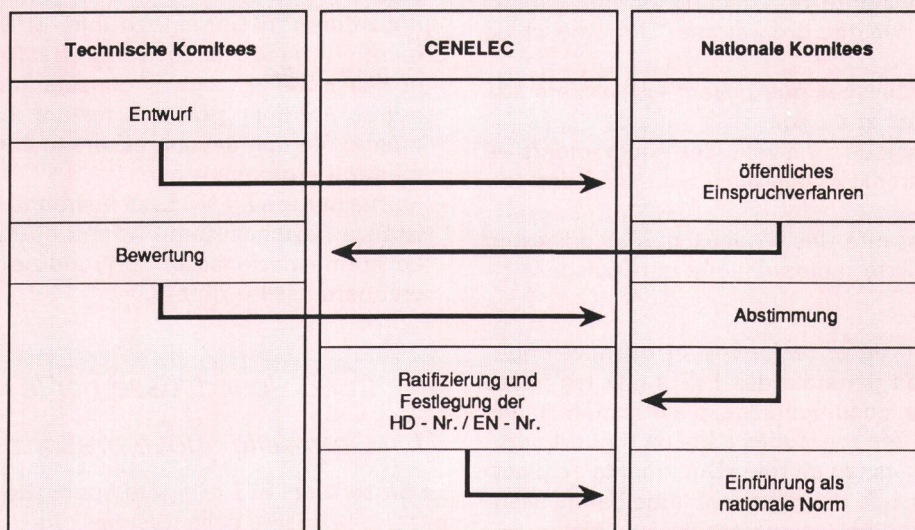 Technische Komitees
CENELEC
Nationale Komitees
Entwurf
öffentliches
Einspruchverfahren
Bewertung
Abstimmung
Ratifizierung und
Festlegung der
HD - Nr. / EN - Nr.
Einführung als
nationale Norm